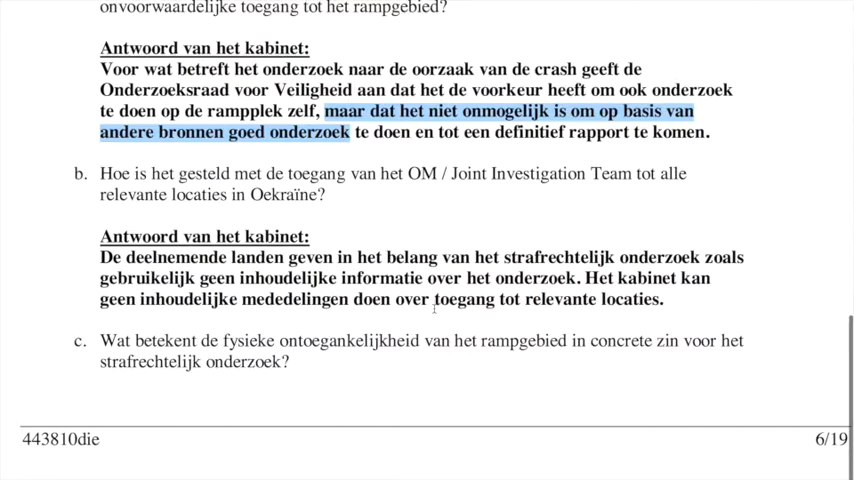 onvoorwaardelijke toegang tot het rampgebied?
Antwoord van het kabinet:
Voor wat betreft het onderzoek naar de oorzaak van de crash geeft de
Onderzoeksraad voor Veiligheid aan dat het de voorkeur heeft om ook onderzoek
te doen op de rampplek zelf, maar dat het niet onmogelijk is om op basis van
andere bronnen goed onderzoek te doen en tot een definitief rapport te komen.
b. Hoe is het gesteld met de toegang van het OM / Joint Investigation Team tot alle
relevante locaties in Oekraïne?
Antwoord van het kabinet:
De deelnemende landen geven in het belang van het strafrechtelijk onderzoek zoals
gebruikelijk geen inhoudelijke informatie over het onderzoek. Het kabinet kan
geen inhoudelijke mededelingen doen over toegang tot relevante locaties.
c. Wat betekent de fysieke ontoegankelijkheid van het rampgebied in concrete zin voor het
strafrechtelijk onderzoek?
443810die 6/19